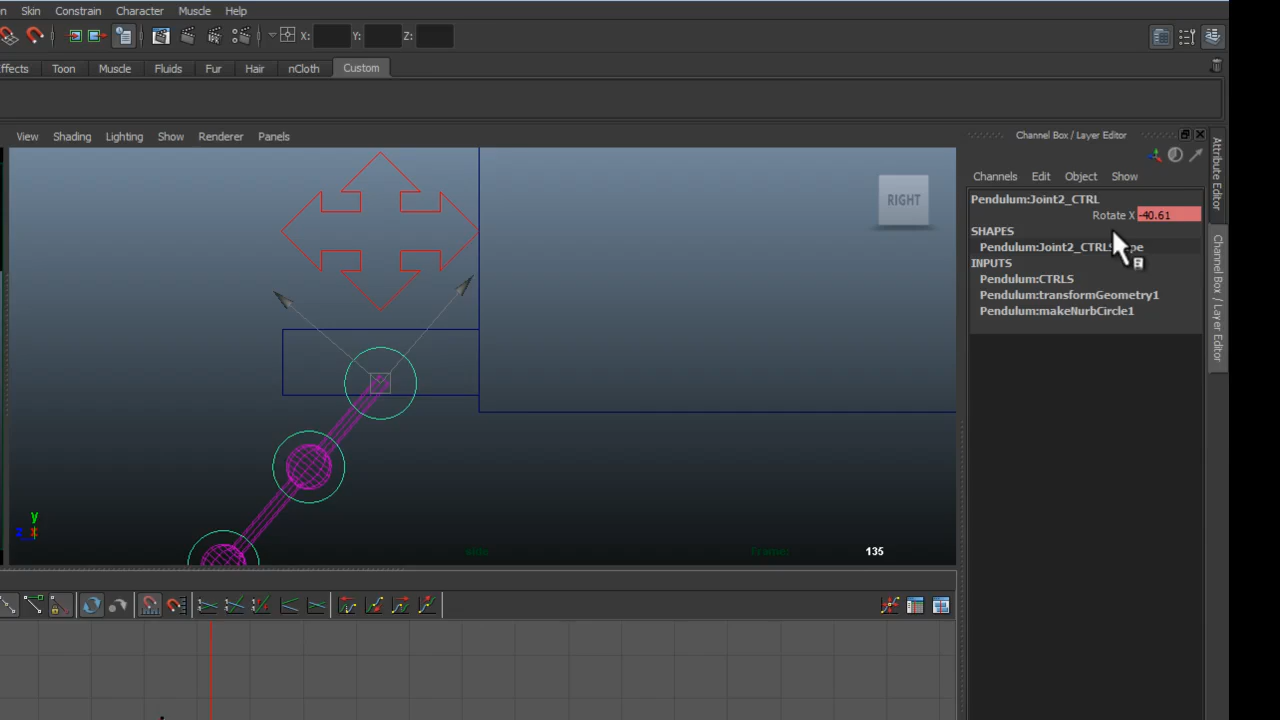 Skin Constrain Character Muscle Help
X: Y: Z:
Toon Muscle Fluids Fur Hair nCloth Custom
View Shading Lighting Show Renderer Panels
Channel Box / Layer Editor
Channels Edit Object Show
Pendulum:Joint2_CTRL
Rotate X -40.61
SHAPES
INPUTS
Pendulum:CTRLS
Pendulum:transformGeometry1
Pendulum:makeNurbCircle1
RIGHT
Attribute Editor
Channel Box / Layer Editor
y
z
x
side Frame: 135